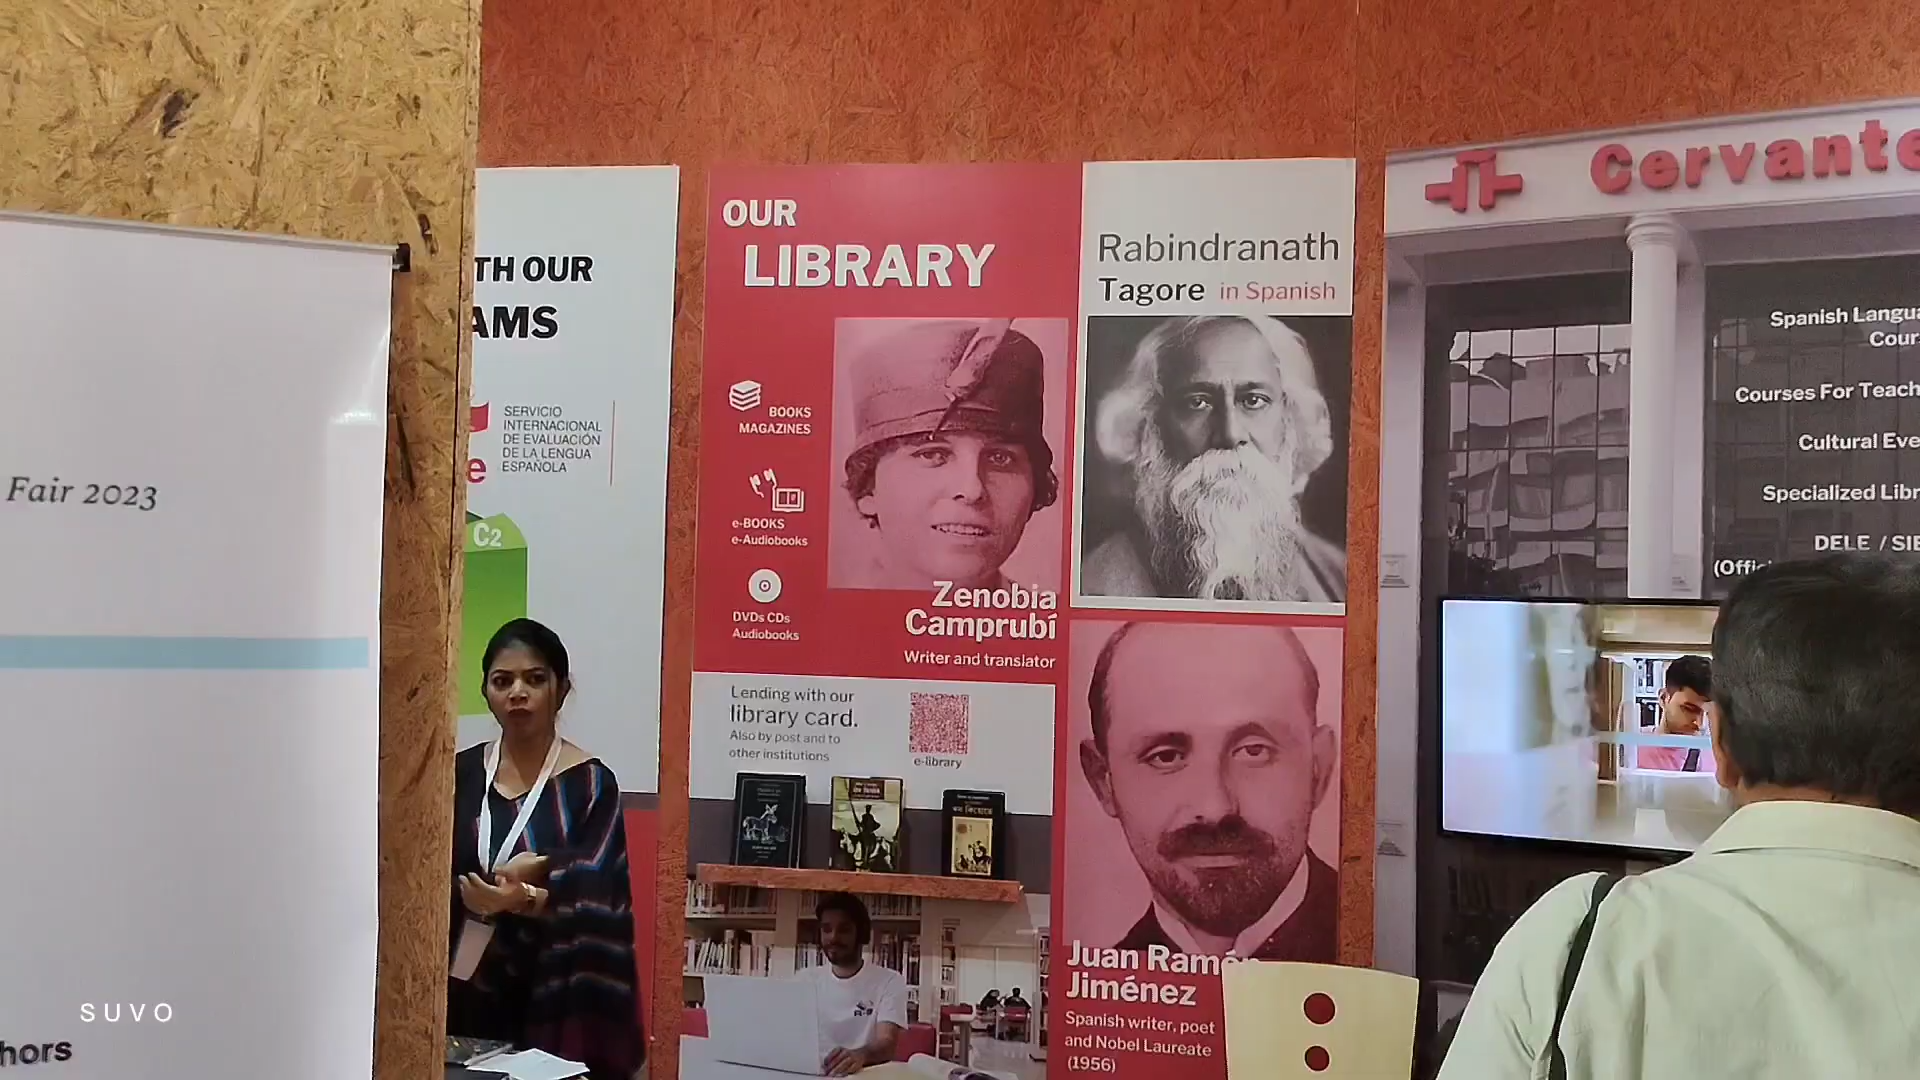 Fair 2023
SUVO
hors
TH OUR
AMS
SERVICIO
INTERNACIONAL
DE EVALUACIÓN
DE LA LENGUA
ESPAÑOLA
e
C2
OUR
LIBRARY
BOOKS
MAGAZINES
e-BOOKS
e-Audiobooks
DVDs CDs
Audiobooks
Zenobia
Camprubí
Writer and translator
Lending with our
library card.
Also by post and to
other institutions
e-library
Rabindranath
Tagore in Spanish
Juan Ramón
Jiménez
Spanish writer, poet
and Nobel Laureate
(1956)
Cervante
Spanish Langua
Cour
Courses For Teach
Cultural Eve
Specialized Libr
DELE / SIE
(Offic